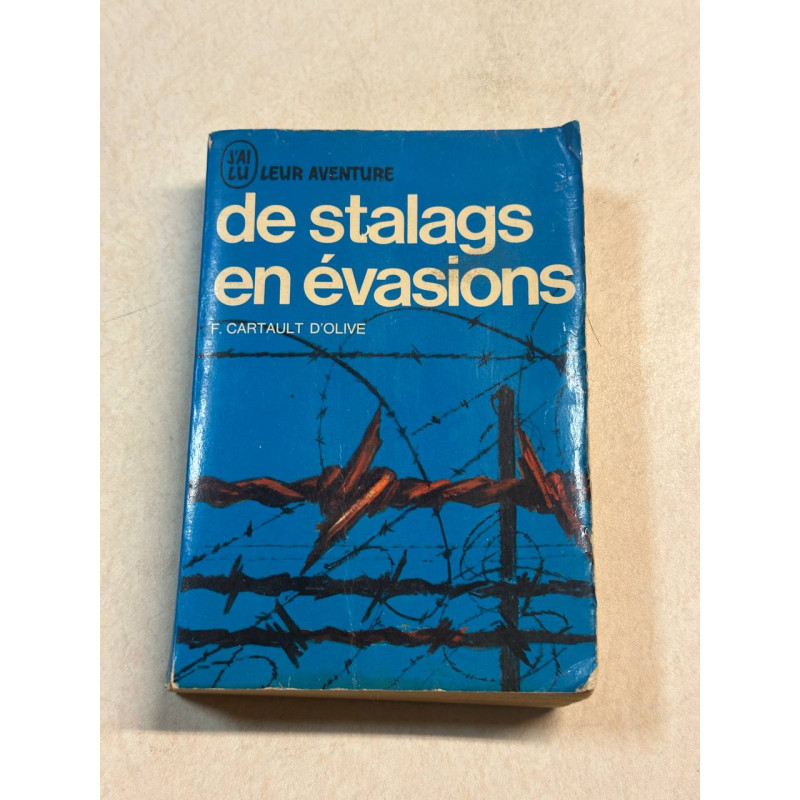 J'AI
LU
LEUR AVENTURE
de stalags
en évasions
F. CARTAULT D'OLIVE